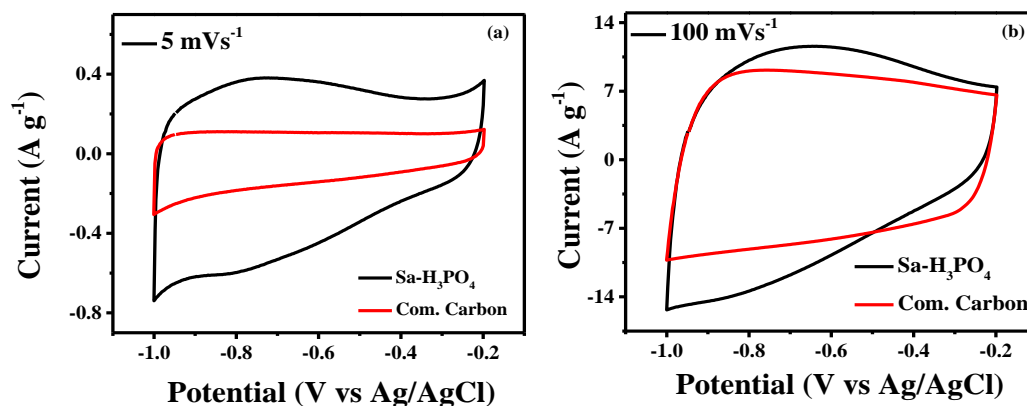 5 mVs⁻¹
(a)
0.4
0.0
-0.4
-0.8
Current (A g⁻¹)
Sa-H₃PO₄
Com. Carbon
-1.0 -0.8 -0.6 -0.4 -0.2
Potential (V vs Ag/AgCl)
100 mVs⁻¹
(b)
14
7
0
-7
-14
Current (A g⁻¹)
Sa-H₃PO₄
Com. Carbon
-1.0 -0.8 -0.6 -0.4 -0.2
Potential (V vs Ag/AgCl)